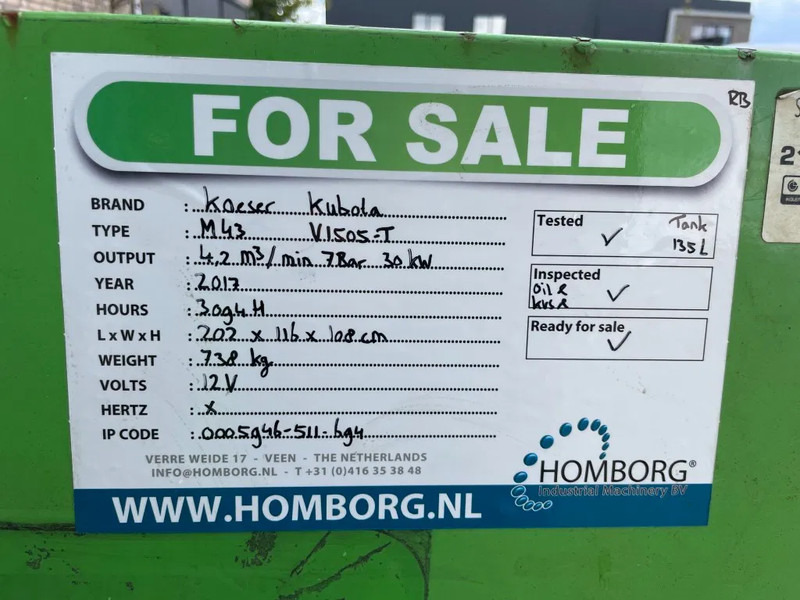 RB
FOR SALE
BRAND : Kaeser Kubota
TYPE : M43 V1505-T
OUTPUT : 4,2 m³/min 7Bar 30 kW
YEAR : 2017
HOURS : 3094 H
L x W x H : 202 x 116 x 108 cm
WEIGHT : 738 kg
VOLTS : 12V
HERTZ : x
IP CODE : 0005946-511-694
Tested ✓ Tank 135L
Inspected ✓
Oil &
Ready for sale ✓
VERRE WEIDE 17 - VEEN - THE NETHERLANDS
INFO@HOMBORG.NL - T +31 (0)416 35 38 48
HOMBORG®
Industrial Machinery BV
WWW.HOMBORG.NL